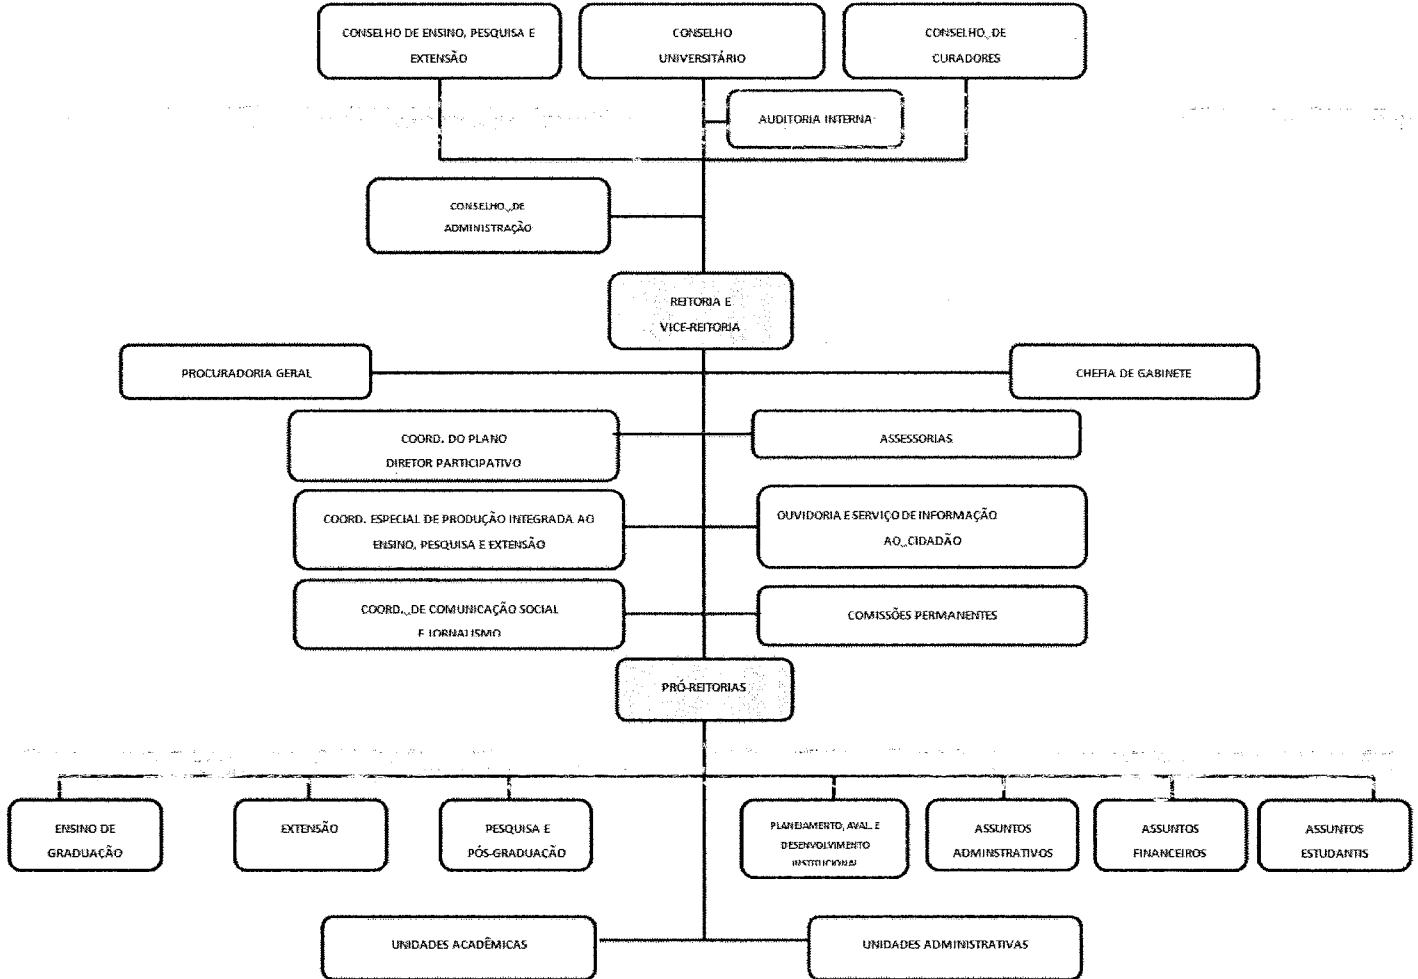 CONSELHO DE ENSINO, PESQUISA E
EXTENSÃO
CONSELHO
UNIVERSITÁRIO
CONSELHO DE
CURADORES
AUDITORIA INTERNA
CONSELHO DE
ADMINISTRAÇÃO
REITORIA E
VICE-REITORIA
PROCURADORIA GERAL
CHEFIA DE GABINETE
COORD. DO PLANO
DIRETOR PARTICIPATIVO
ASSESSORIAS
COORD. ESPECIAL DE PRODUÇÃO INTEGRADA AO
ENSINO, PESQUISA E EXTENSÃO
OUVIDORIA E SERVIÇO DE INFORMAÇÃO
AO CIDADÃO
COORD. DE COMUNICAÇÃO SOCIAL
E JORNALISMO
COMISSÕES PERMANENTES
PRÓ-REITORIAS
ENSINO DE
GRADUAÇÃO
EXTENSÃO
PESQUISA E
PÓS-GRADUAÇÃO
PLANEJAMENTO, AVAL. E
DESENVOLVIMENTO
INSTITUCIONAL
ASSUNTOS
ADMINSTRATIVOS
ASSUNTOS
FINANCEIROS
ASSUNTOS
ESTUDANTIS
UNIDADES ACADÊMICAS
UNIDADES ADMINISTRATIVAS